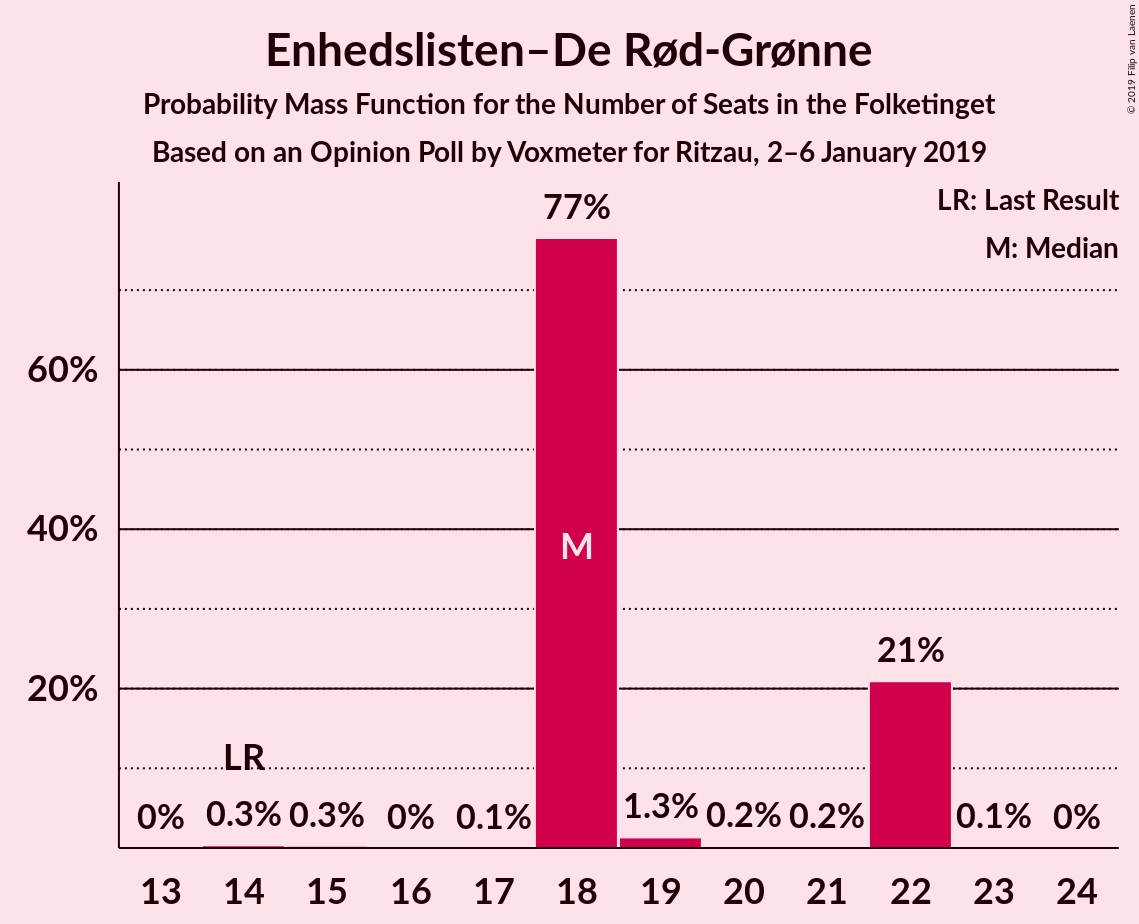 Enhedslisten–De Rød-Grønne
Probability Mass Function for the Number of Seats in the Folketinget
Based on an Opinion Poll by Voxmeter for Ritzau, 2–6 January 2019
© 2019 Filip van Laenen
LR: Last Result
M: Median
60%
40%
20%
0% 0.3% 0.3% 0% 0.1% 77% 1.3% 0.2% 0.2% 21% 0.1% 0%
LR
M
13 14 15 16 17 18 19 20 21 22 23 24